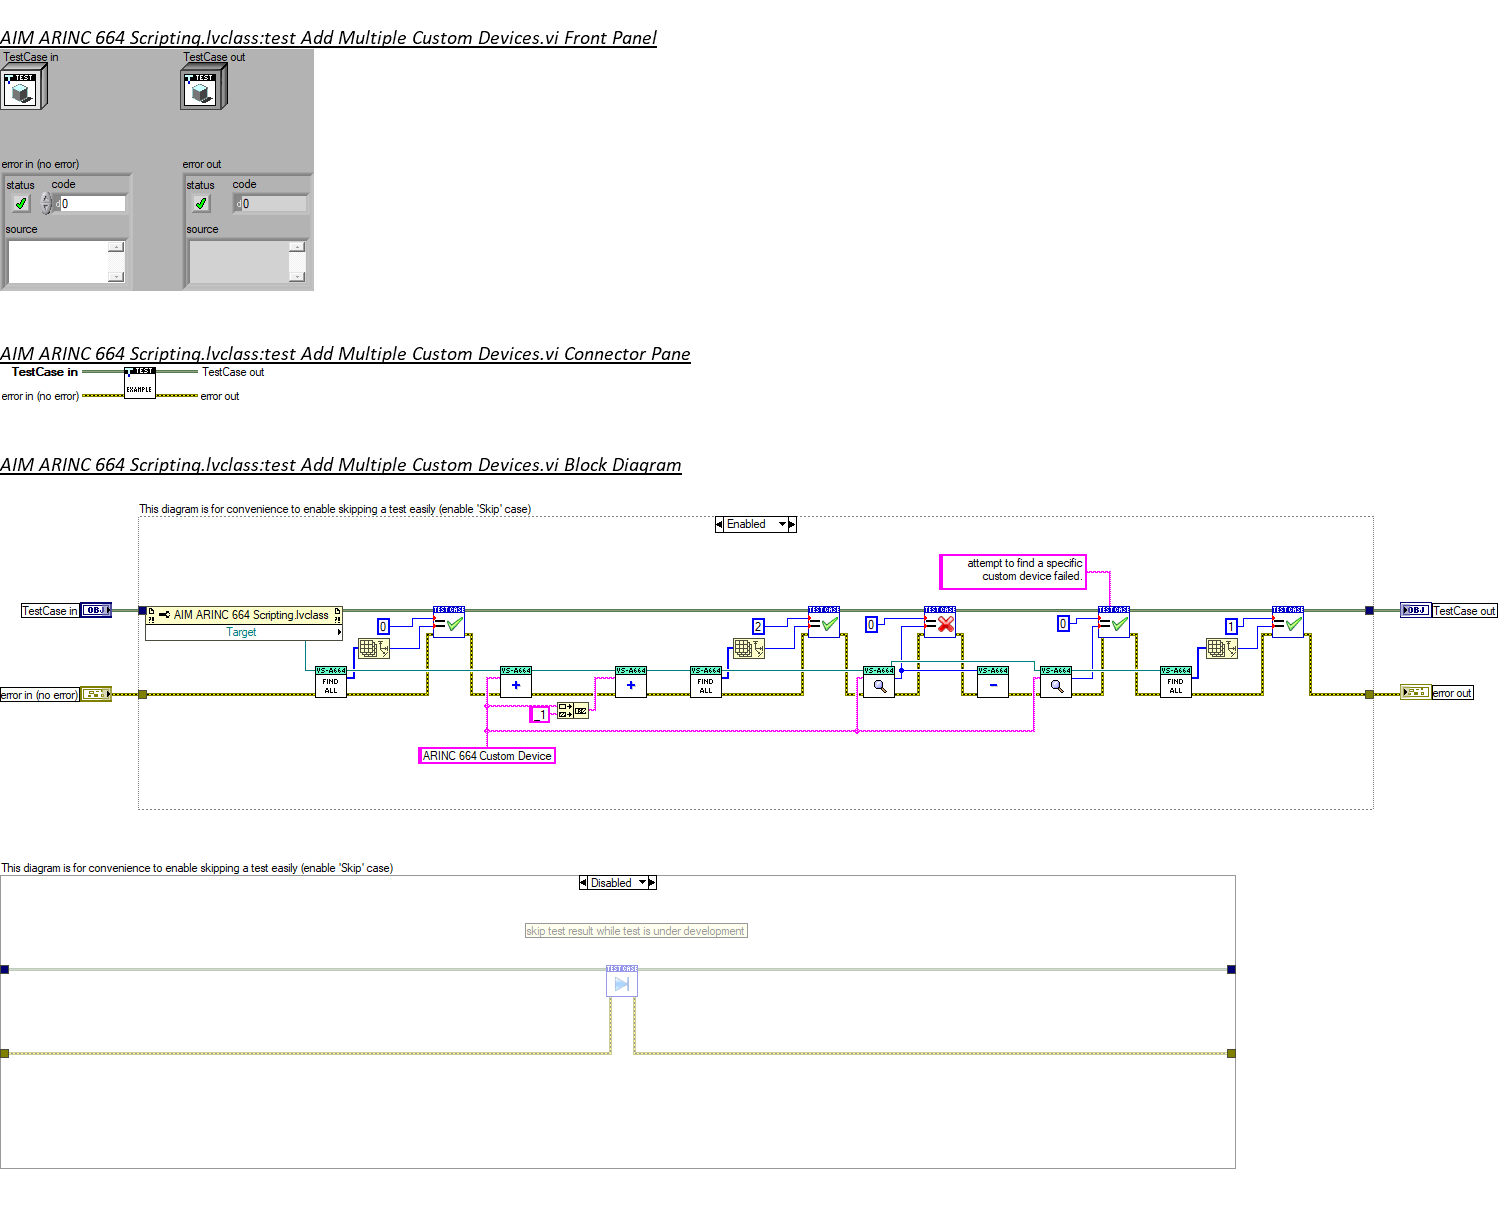 AIM ARINC 664 Scripting.lvclass:test Add Multiple Custom Devices.vi Front Panel
TestCase in
TestCase out
TEST
TEST
error in (no error)
error out
status
code
status
code
d
0
d
0
source
source
AIM ARINC 664 Scripting.lvclass:test Add Multiple Custom Devices.vi Connector Pane
TestCase in
TEST
TestCase out
EXAMPLE
error in (no error)
error out
AIM ARINC 664 Scripting.lvclass:test Add Multiple Custom Devices.vi Block Diagram
This diagram is for convenience to enable skipping a test easily (enable 'Skip' case)
Enabled
attempt to find a specific
custom device failed.
TestCase in
OBJ
AIM ARINC 664 Scripting.lvclass
Target
TEST CASE
TEST CASE
TEST CASE
TEST CASE
TEST CASE
OBJ
TestCase out
0
2
0
0
1
VS-A664
FIND
ALL
VS-A664
+
VS-A664
+
VS-A664
FIND
ALL
VS-A664
VS-A664
−
VS-A664
VS-A664
FIND
ALL
error in (no error)
error out
_1
ARINC 664 Custom Device
This diagram is for convenience to enable skipping a test easily (enable 'Skip' case)
Disabled
skip test result while test is under development
TEST CASE